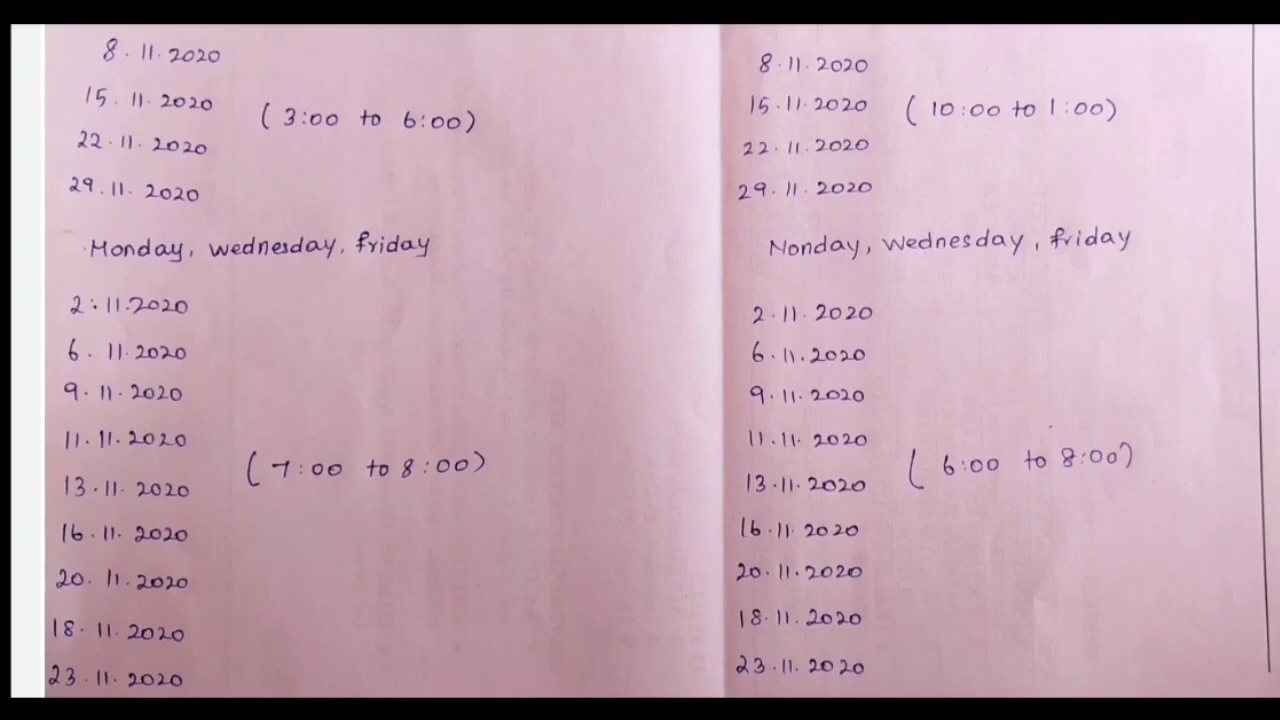 8. 11. 2020
15. 11. 2020
(3:00 to 6:00)
22. 11. 2020
29. 11. 2020
Monday, wednesday, friday
2. 11. 2020
6. 11. 2020
9. 11. 2020
11. 11. 2020
(7:00 to 8:00)
13. 11. 2020
16. 11. 2020
20. 11. 2020
18. 11. 2020
23. 11. 2020
8. 11. 2020
15. 11. 2020
(10:00 to 1:00)
22. 11. 2020
29. 11. 2020
Nonday, Wednesday, friday
2. 11. 2020
6. 11. 2020
9. 11. 2020
11. 11. 2020
(6:00 to 8:00)
13. 11. 2020
16. 11. 2020
20. 11. 2020
18. 11. 2020
23. 11. 2020